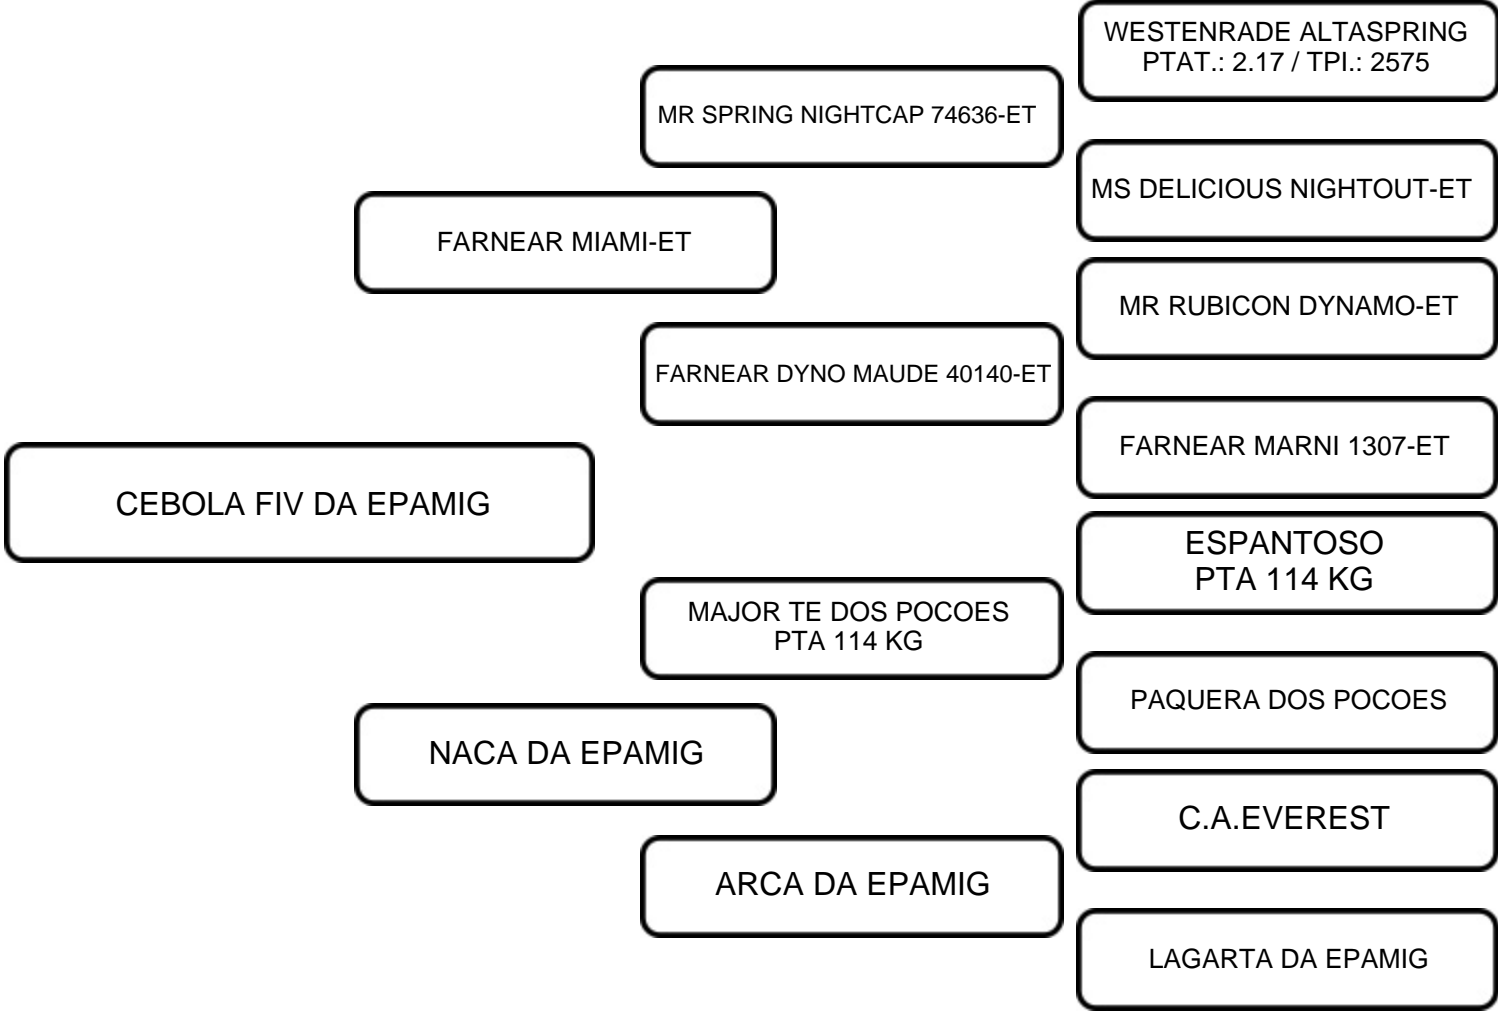 WESTENRADE ALTASPRING
PTAT.: 2.17 / TPI.: 2575
MR SPRING NIGHTCAP 74636-ET
MS DELICIOUS NIGHTOUT-ET
FARNEAR MIAMI-ET
MR RUBICON DYNAMO-ET
FARNEAR DYNO MAUDE 40140-ET
FARNEAR MARNI 1307-ET
CEBOLA FIV DA EPAMIG
ESPANTOSO
PTA 114 KG
MAJOR TE DOS POCOES
PTA 114 KG
PAQUERA DOS POCOES
NACA DA EPAMIG
C.A.EVEREST
ARCA DA EPAMIG
LAGARTA DA EPAMIG